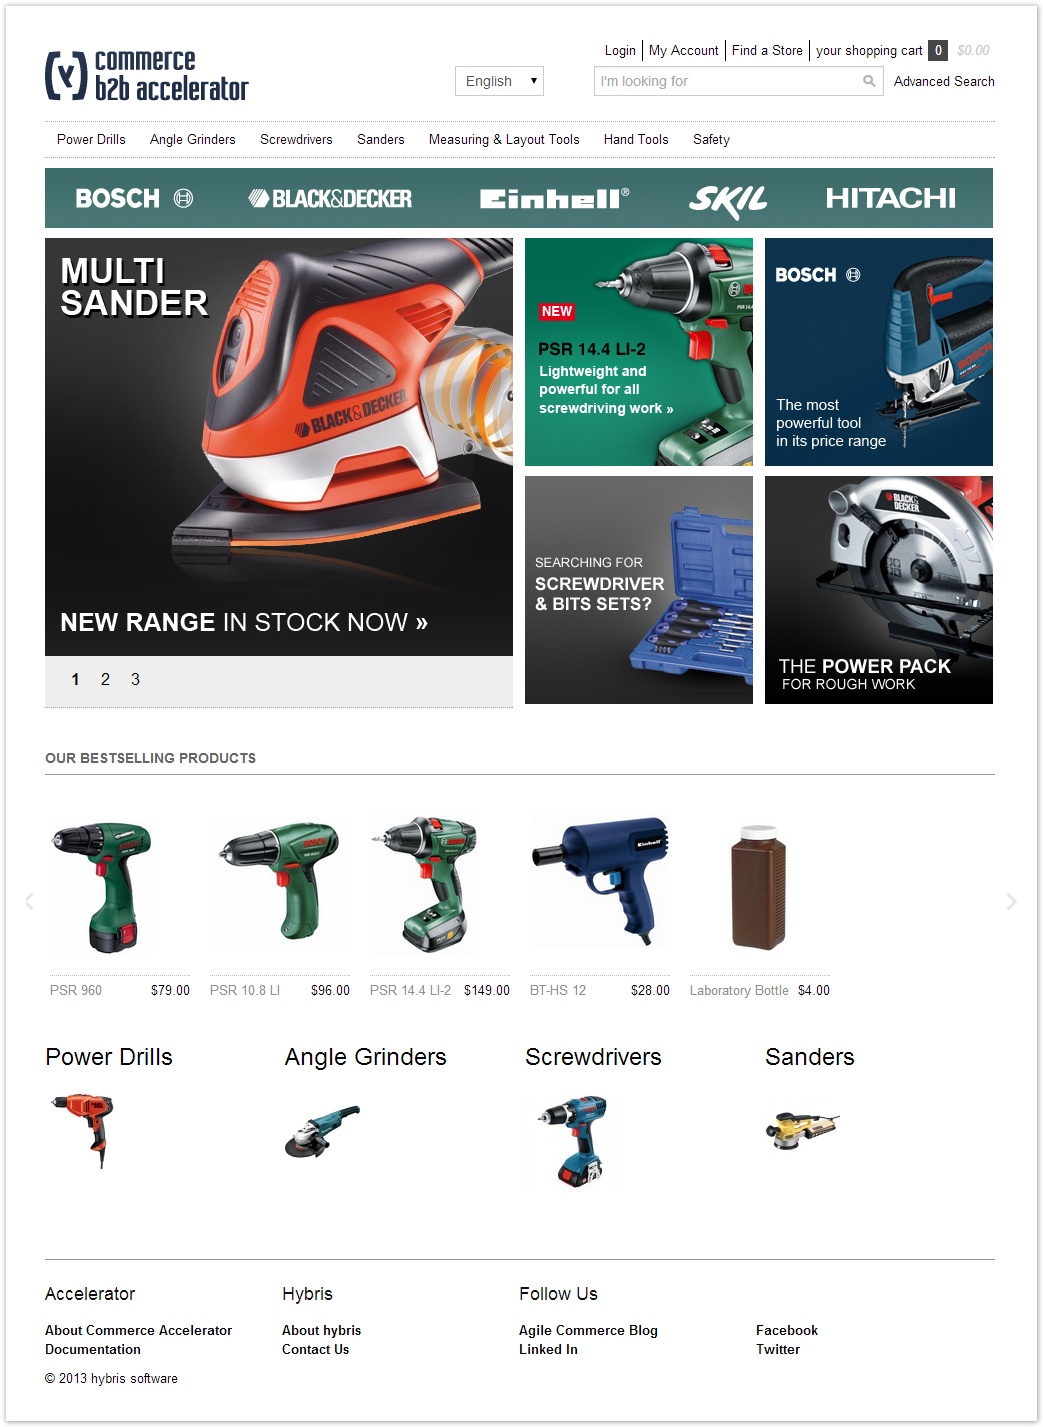 commerce
b2b accelerator
Login My Account Find a Store your shopping cart 0 $0.00
English I'm looking for Advanced Search
Power Drills Angle Grinders Screwdrivers Sanders Measuring & Layout Tools Hand Tools Safety
BOSCH BLACK&DECKER Einhell® SKIL HITACHI
MULTI
SANDER
BLACK&DECKER
NEW RANGE IN STOCK NOW »
1 2 3
NEW
PSR 14.4 LI-2
Lightweight and
powerful for all
screwdriving work »
BOSCH
BOSCH
The most
powerful tool
in its price range
SEARCHING FOR
SCREWDRIVER
& BITS SETS?
BLACK&
DECKER
THE POWER PACK
FOR ROUGH WORK
OUR BESTSELLING PRODUCTS
BOSCH
BOSCH
Einhell
PSR 960 $79.00
PSR 10.8 LI $96.00
PSR 14.4 LI-2 $149.00
BT-HS 12 $28.00
Laboratory Bottle $4.00
Power Drills Angle Grinders Screwdrivers Sanders
Accelerator
About Commerce Accelerator
Documentation
Hybris
About hybris
Contact Us
Follow Us
Agile Commerce Blog
Linked In
Facebook
Twitter
© 2013 hybris software